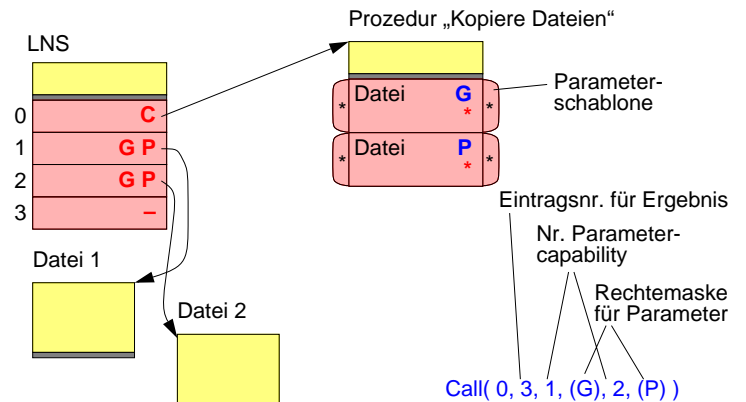 Prozedur „Kopiere Dateien“
LNS
0 C
1 G P
2 G P
3 –
* Datei G *
*
* Datei P *
*
Parameter-
schablone
Eintragsnr. für Ergebnis
Nr. Parameter-
capability
Rechtemaske
für Parameter
Datei 1
Datei 2
Call( 0, 3, 1, (G), 2, (P) )